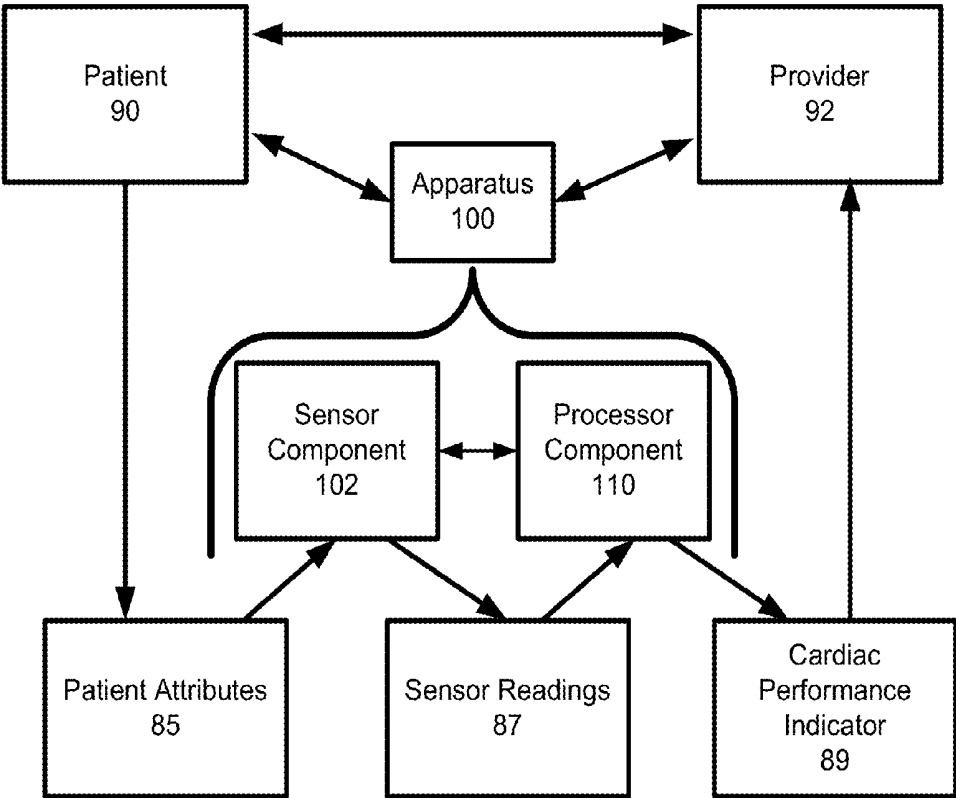 Patient
90
Provider
92
Apparatus
100
Sensor
Component
102
Processor
Component
110
Patient Attributes
85
Sensor Readings
87
Cardiac
Performance
Indicator
89